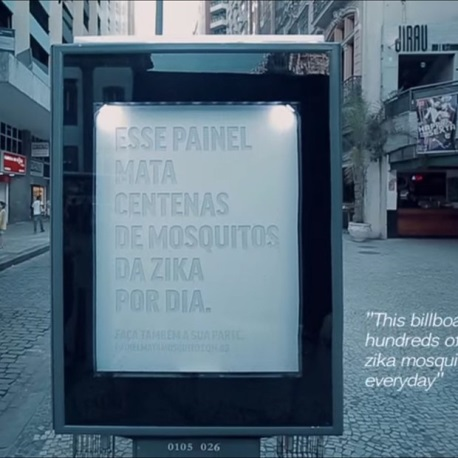 ESSE PAINEL
MATA
CENTENAS
DE MOSQUITOS
DA ZIKA
POR DIA.
FAÇA TAMBÉM A SUA PARTE.
JIRAU
"This billboa
hundreds of
zika mosqui
everyday"
0105 026